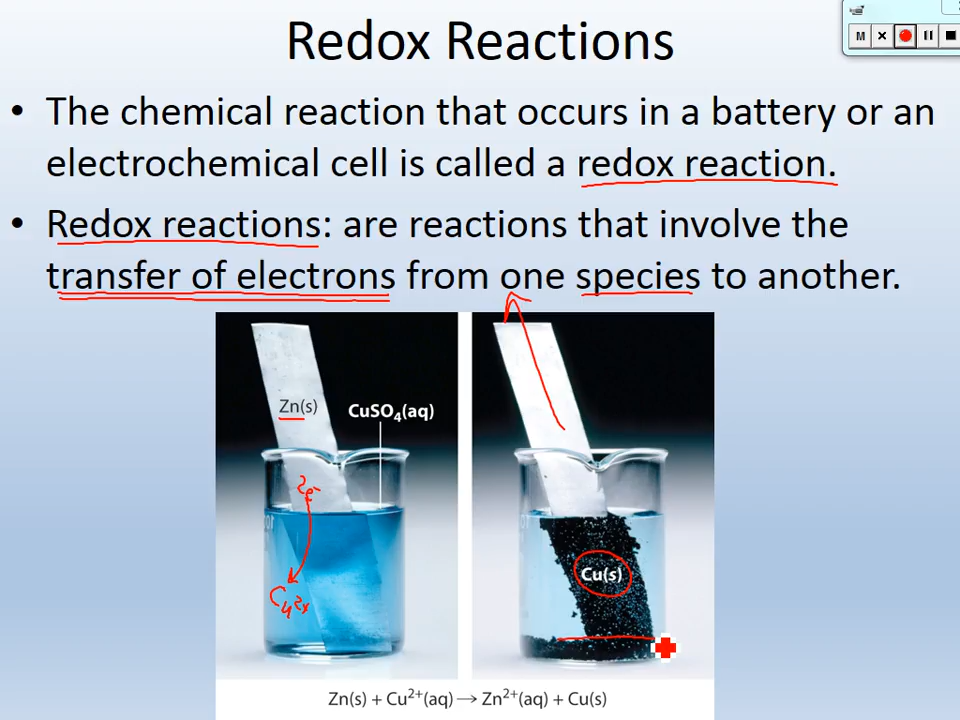 Redox Reactions
M
• The chemical reaction that occurs in a battery or an
electrochemical cell is called a redox reaction.
• Redox reactions: are reactions that involve the
transfer of electrons from one species to another.
Zn(s)
CuSO₄(aq)
2e⁻
Cu²⁺
Cu(s)
Zn(s) + Cu²⁺(aq) → Zn²⁺(aq) + Cu(s)